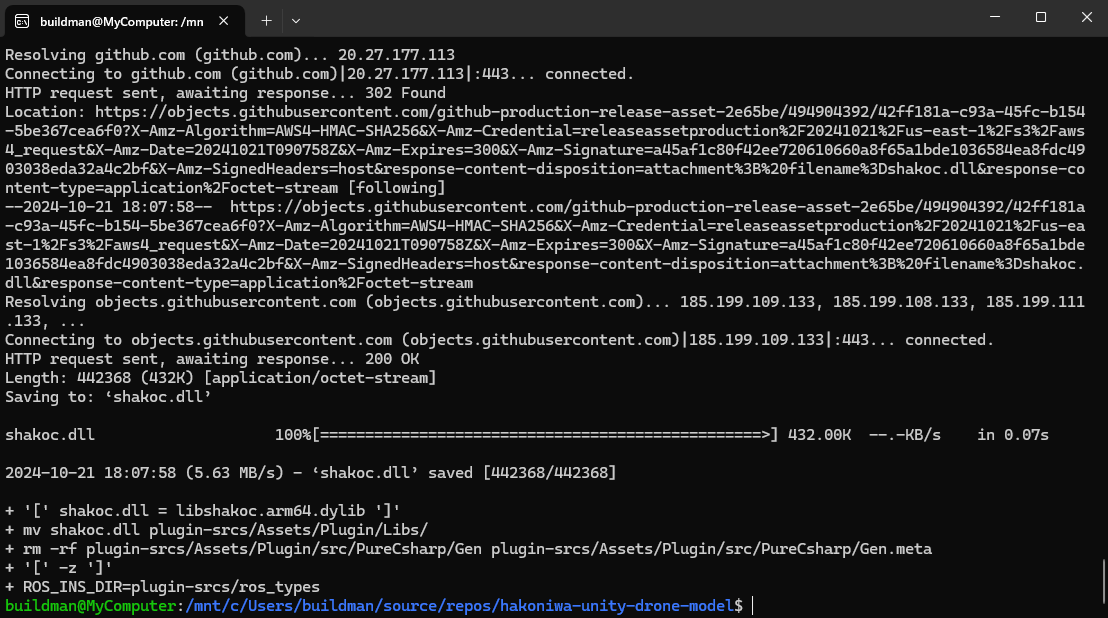 buildman@MyComputer: /mn
Resolving github.com (github.com)... 20.27.177.113
Connecting to github.com (github.com)|20.27.177.113|:443... connected.
HTTP request sent, awaiting response... 302 Found
Location: https://objects.githubusercontent.com/github-production-release-asset-2e65be/494904392/42ff181a-c93a-45fc-b154
-5be367cea6f0?X-Amz-Algorithm=AWS4-HMAC-SHA256&X-Amz-Credential=releaseassetproduction%2F20241021%2Fus-east-1%2Fs3%2Faws
4_request&X-Amz-Date=20241021T090758Z&X-Amz-Expires=300&X-Amz-Signature=a45af1c80f42ee720610660a8f65a1bde1036584ea8fdc49
03038eda32a4c2bf&X-Amz-SignedHeaders=host&response-content-disposition=attachment%3B%20filename%3Dshakoc.dll&response-co
ntent-type=application%2Foctet-stream [following]
--2024-10-21 18:07:58--  https://objects.githubusercontent.com/github-production-release-asset-2e65be/494904392/42ff181a
-c93a-45fc-b154-5be367cea6f0?X-Amz-Algorithm=AWS4-HMAC-SHA256&X-Amz-Credential=releaseassetproduction%2F20241021%2Fus-ea
st-1%2Fs3%2Faws4_request&X-Amz-Date=20241021T090758Z&X-Amz-Expires=300&X-Amz-Signature=a45af1c80f42ee720610660a8f65a1bde
1036584ea8fdc4903038eda32a4c2bf&X-Amz-SignedHeaders=host&response-content-disposition=attachment%3B%20filename%3Dshakoc.
dll&response-content-type=application%2Foctet-stream
Resolving objects.githubusercontent.com (objects.githubusercontent.com)... 185.199.109.133, 185.199.108.133, 185.199.111
.133, ...
Connecting to objects.githubusercontent.com (objects.githubusercontent.com)|185.199.109.133|:443... connected.
HTTP request sent, awaiting response... 200 OK
Length: 442368 (432K) [application/octet-stream]
Saving to: ‘shakoc.dll’
shakoc.dll                    100%[=================================================>] 432.00K  --.-KB/s    in 0.07s
2024-10-21 18:07:58 (5.63 MB/s) - ‘shakoc.dll’ saved [442368/442368]
+ '[' shakoc.dll = libshakoc.arm64.dylib ']'
+ mv shakoc.dll plugin-srcs/Assets/Plugin/Libs/
+ rm -rf plugin-srcs/Assets/Plugin/src/PureCsharp/Gen plugin-srcs/Assets/Plugin/src/PureCsharp/Gen.meta
+ '[' -z ']'
+ ROS_INS_DIR=plugin-srcs/ros_types
buildman@MyComputer:/mnt/c/Users/buildman/source/repos/hakoniwa-unity-drone-model$